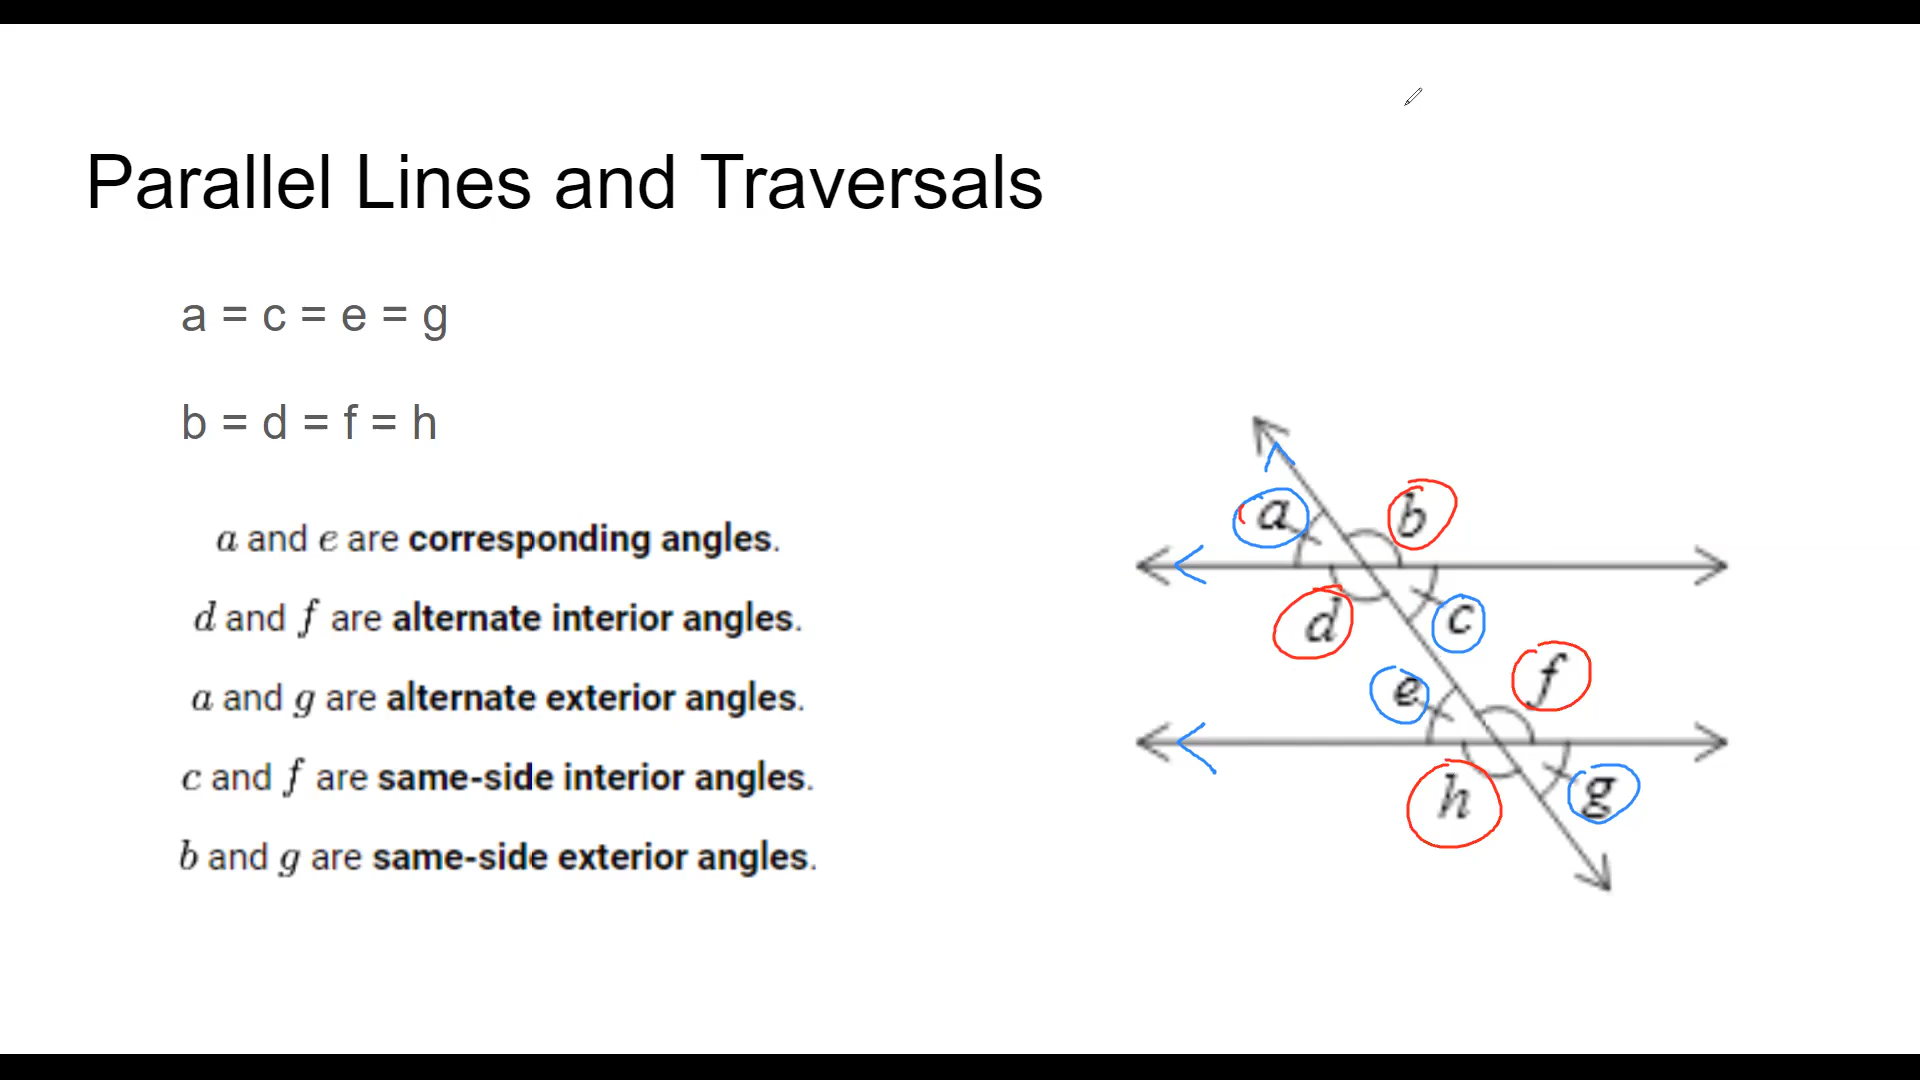 Parallel Lines and Traversals
a = c = e = g
b = d = f = h
a and e are corresponding angles.
d and f are alternate interior angles.
a and g are alternate exterior angles.
c and f are same-side interior angles.
b and g are same-side exterior angles.
a b
d c
e f
h g